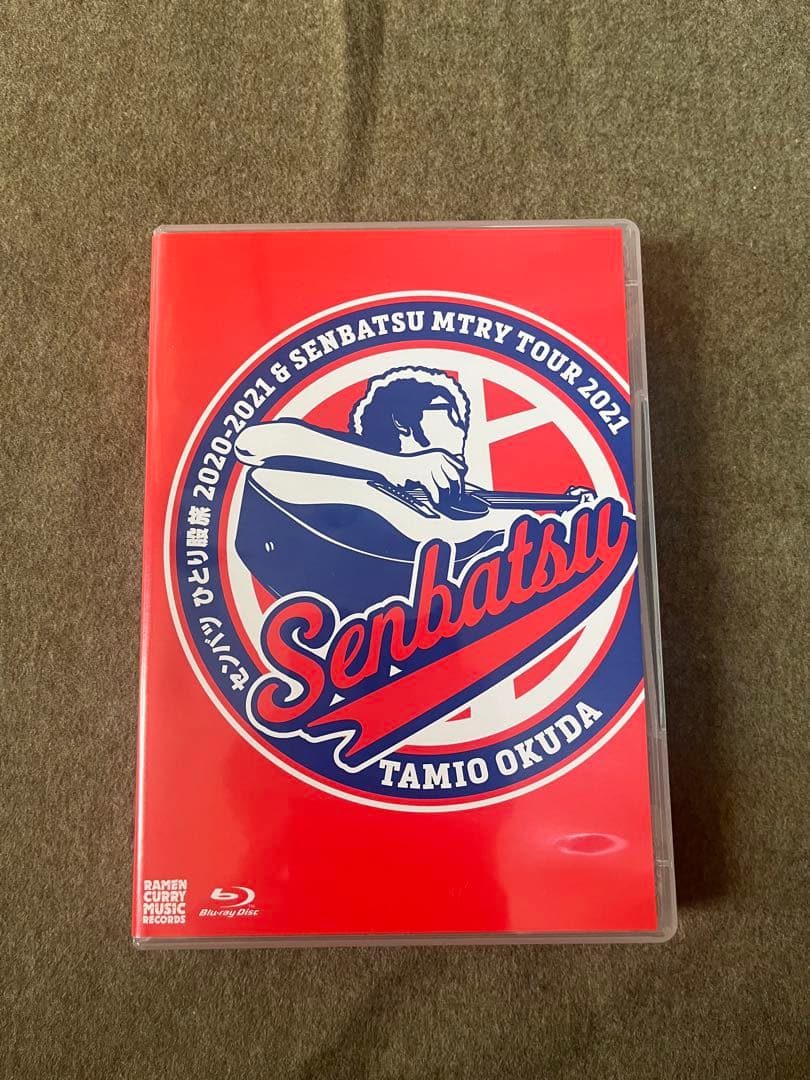 センバツ ひとり股旅 2020-2021 & SENBATSU MTRY TOUR 2021
Senbatsu
TAMIO OKUDA
RAMEN
CURRY
MUSIC
RECORDS
Blu-ray Disc